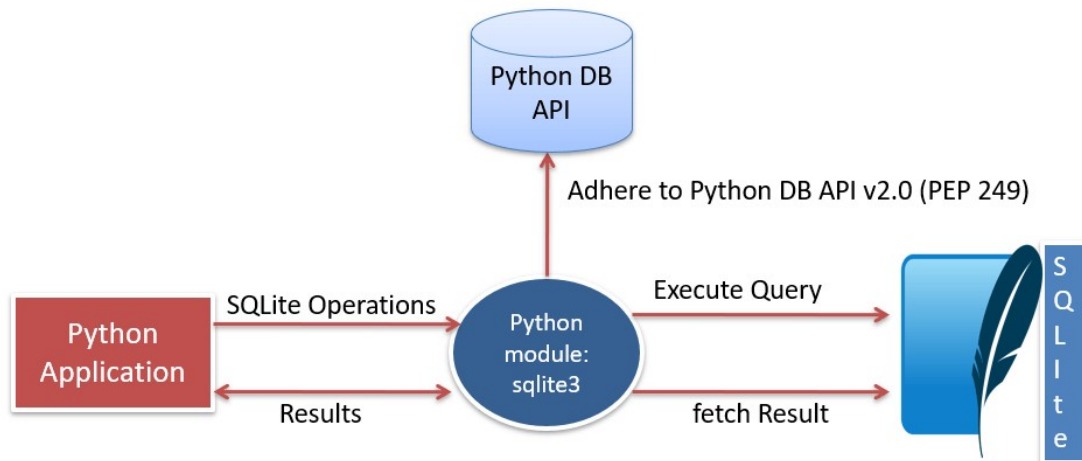 Python DB
API
Adhere to Python DB API v2.0 (PEP 249)
SQLite Operations
Execute Query
Python
Application
Python
module:
sqlite3
Results
fetch Result
S
Q
L
I
t
e